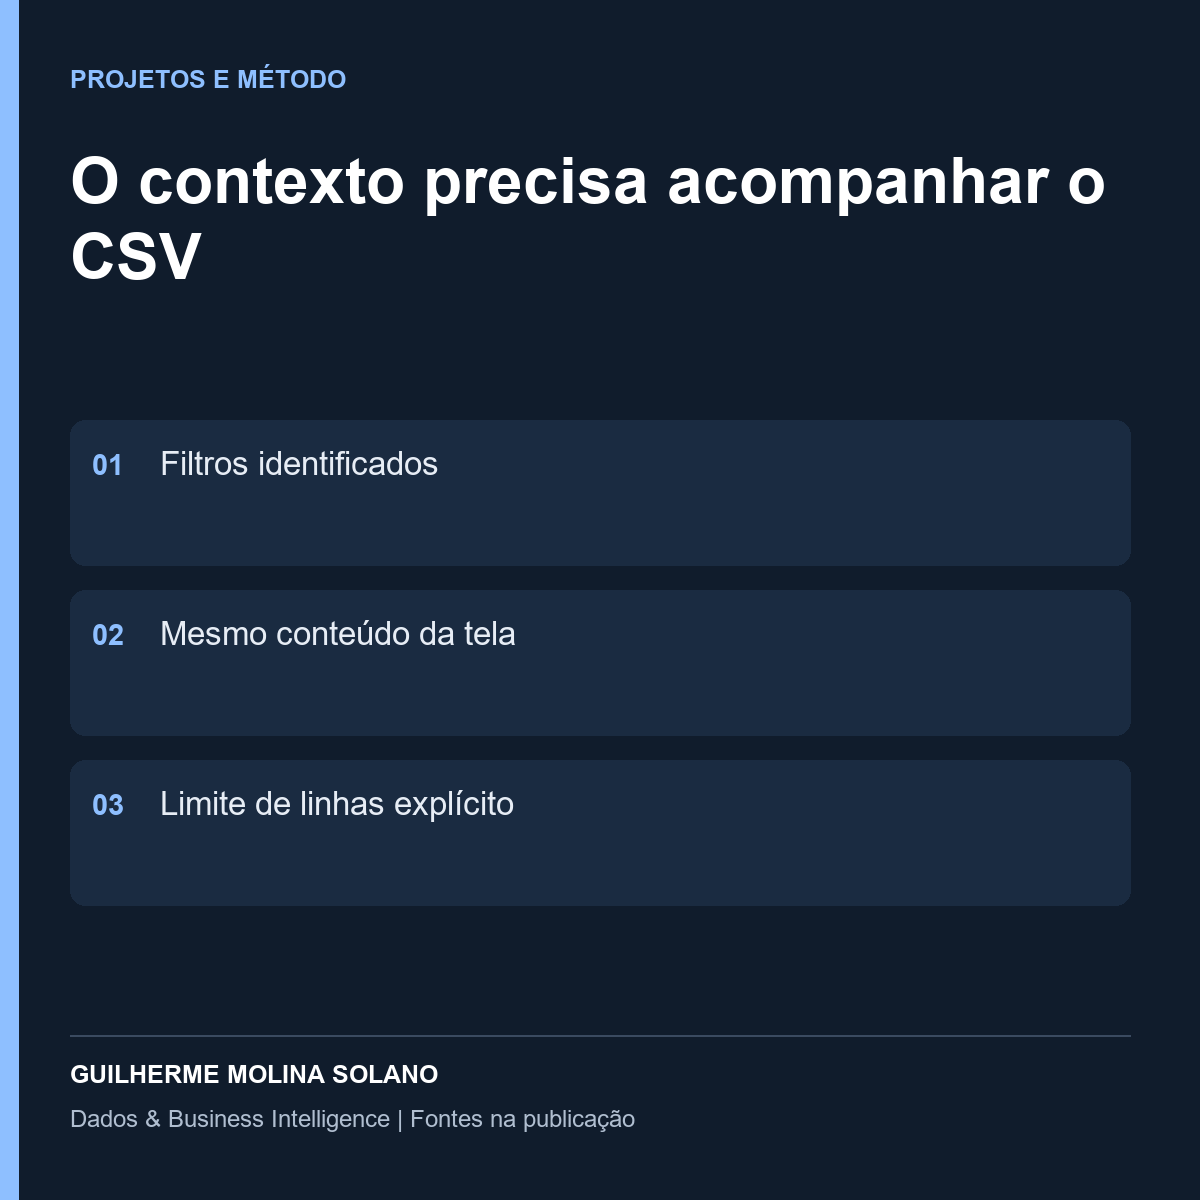 PROJETOS E MÉTODO
O contexto precisa acompanhar o
CSV
01 Filtros identificados
02 Mesmo conteúdo da tela
03 Limite de linhas explícito
GUILHERME MOLINA SOLANO
Dados & Business Intelligence | Fontes na publicação